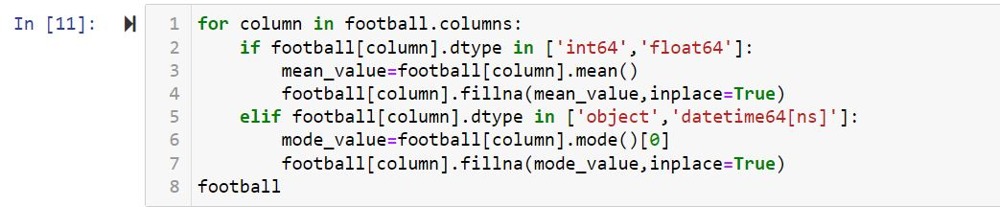 In [11]:
1 for column in football.columns:
2     if football[column].dtype in ['int64','float64']:
3         mean_value=football[column].mean()
4         football[column].fillna(mean_value,inplace=True)
5     elif football[column].dtype in ['object','datetime64[ns]']:
6         mode_value=football[column].mode()[0]
7         football[column].fillna(mode_value,inplace=True)
8 football